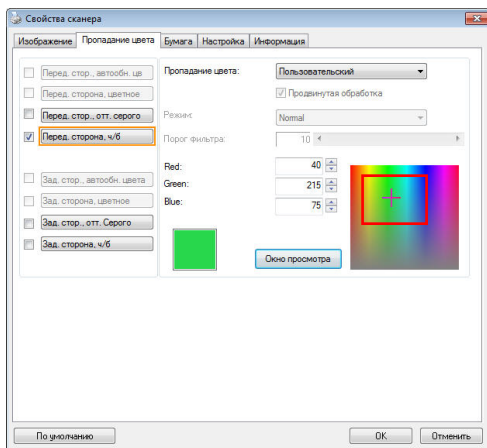 Свойства сканера
Изображение Пропадание цвета Бумага Настройка Информация
Перед. стор., автообн. цв
Перед. сторона, цветное
Перед. стор., отт. серого
Перед. сторона, ч/б
Зад. стор., автообн. цвета
Зад. сторона, цветное
Зад. стор., отт. Серого
Зад. сторона, ч/б
Пропадание цвета: Пользовательский
Продвинутая обработка
Режим: Normal
Порог фильтра: 10
Red: 40
Green: 215
Blue: 75
Окно просмотра
По умолчанию OK Отменить